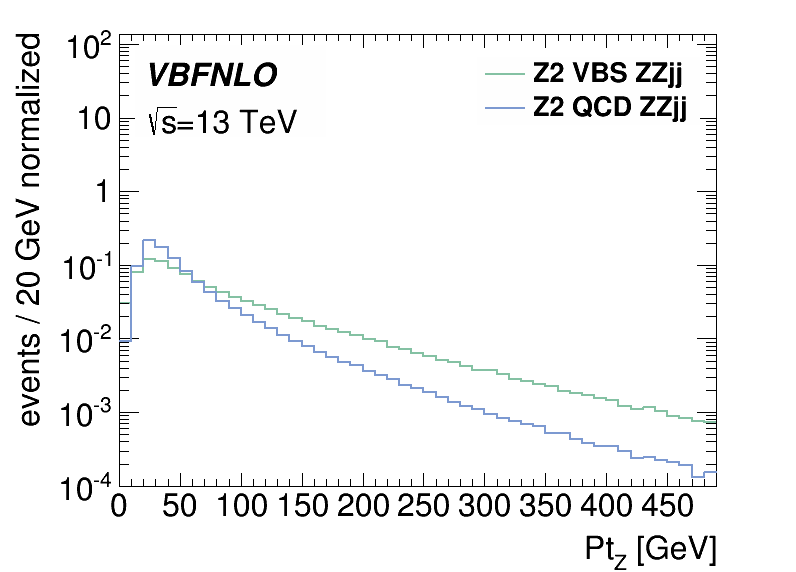 events / 20 GeV normalized
10²
10
1
10⁻¹
10⁻²
10⁻³
10⁻⁴
VBFNLO
√s=13 TeV
Z2 VBS ZZjj
Z2 QCD ZZjj
0 50 100 150 200 250 300 350 400 450
Pt_Z [GeV]